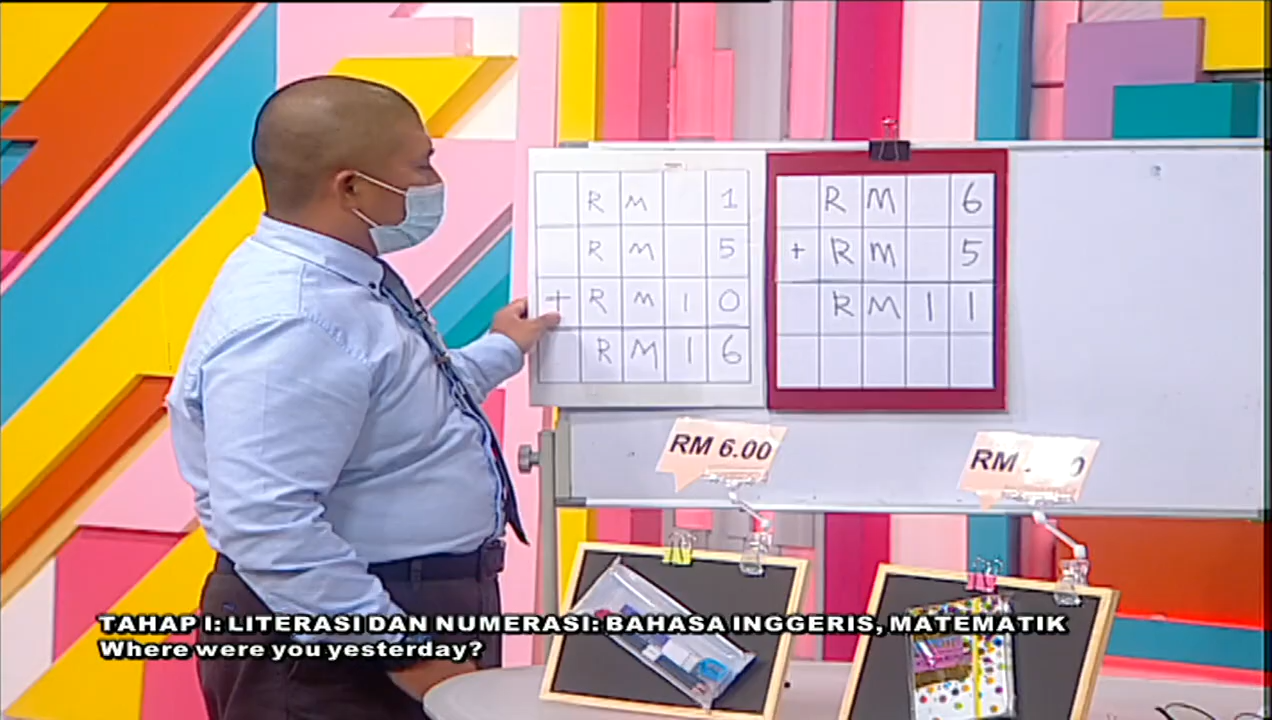 RM 1
RM 5
+ RM 10
RM 16
RM 6
+ RM 5
RM 11
RM 6.00
RM
TAHAP I: LITERASI DAN NUMERASI: BAHASA INGGERIS, MATEMATIK
Where were you yesterday?